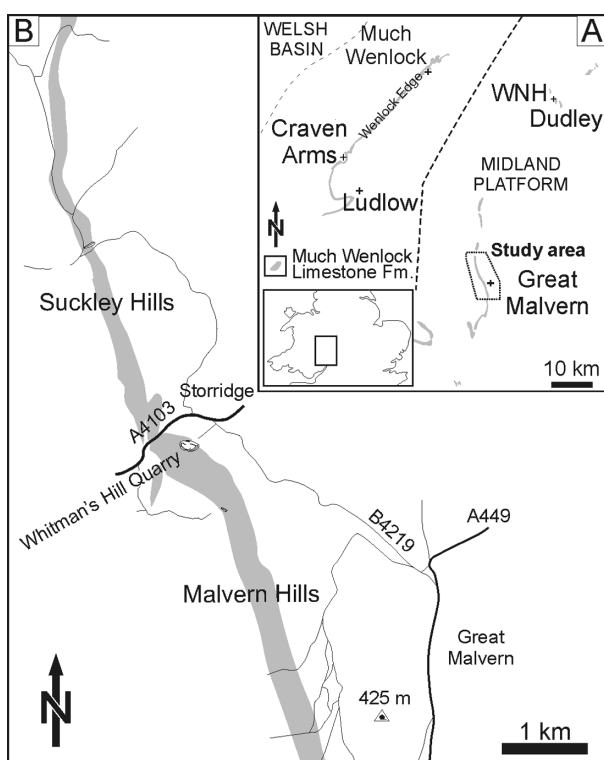 B
A
WELSH
BASIN
Much
Wenlock
Wenlock Edge
WNH
Dudley
Craven
Arms
Ludlow
MIDLAND
PLATFORM
N
Much Wenlock
Limestone Fm.
Study area
Great
Malvern
10 km
Suckley Hills
Storridge
A4103
Whitman's Hill Quarry
B4219
A449
Malvern Hills
Great
Malvern
425 m
N
1 km